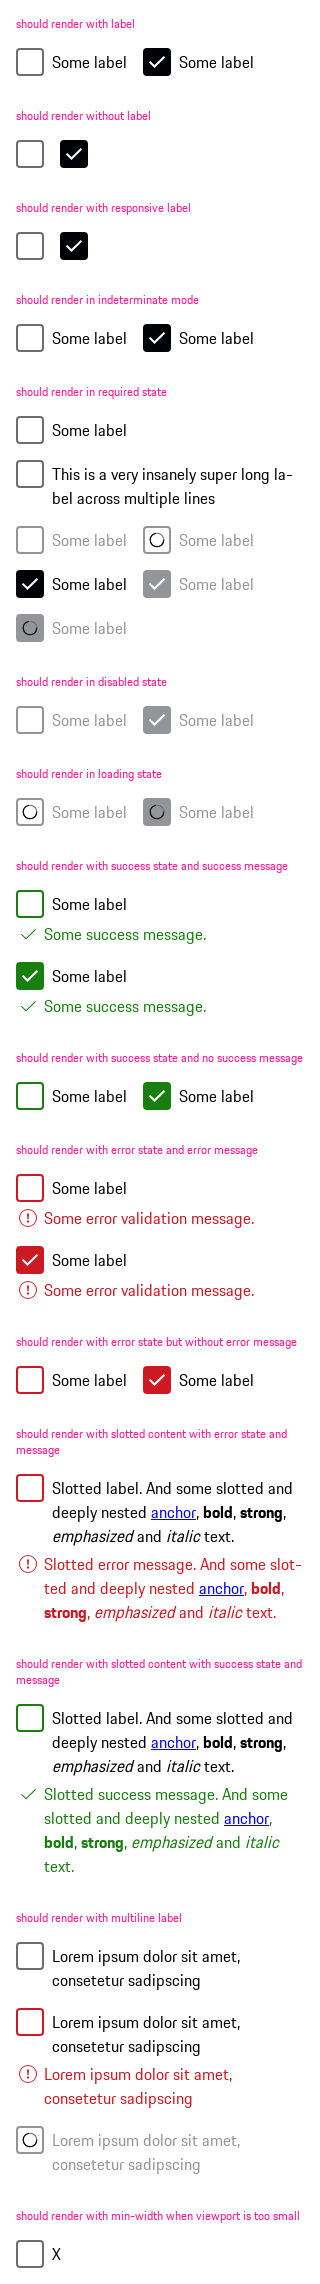 should render with label
Some label Some label
should render without label
should render with responsive label
should render in indeterminate mode
Some label Some label
should render in required state
Some label
This is a very insanely super long la-
bel across multiple lines
Some label Some label
Some label Some label
Some label
should render in disabled state
Some label Some label
should render in loading state
Some label Some label
should render with success state and success message
Some label
Some success message.
Some label
Some success message.
should render with success state and no success message
Some label Some label
should render with error state and error message
Some label
Some error validation message.
Some label
Some error validation message.
should render with error state but without error message
Some label Some label
should render with slotted content with error state and
message
Slotted label. And some slotted and
deeply nested anchor, bold, strong,
emphasized and italic text.
Slotted error message. And some slot-
ted and deeply nested anchor, bold,
strong, emphasized and italic text.
should render with slotted content with success state and
message
Slotted label. And some slotted and
deeply nested anchor, bold, strong,
emphasized and italic text.
Slotted success message. And some
slotted and deeply nested anchor,
bold, strong, emphasized and italic
text.
should render with multiline label
Lorem ipsum dolor sit amet,
consetetur sadipscing
Lorem ipsum dolor sit amet,
consetetur sadipscing
Lorem ipsum dolor sit amet,
consetetur sadipscing
Lorem ipsum dolor sit amet,
consetetur sadipscing
should render with min-width when viewport is too small
X